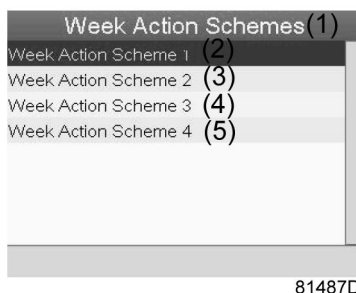 Week Action Schemes(1)
Week Action Scheme 1 (2)
Week Action Scheme 2 (3)
Week Action Scheme 3 (4)
Week Action Scheme 4 (5)
81487D